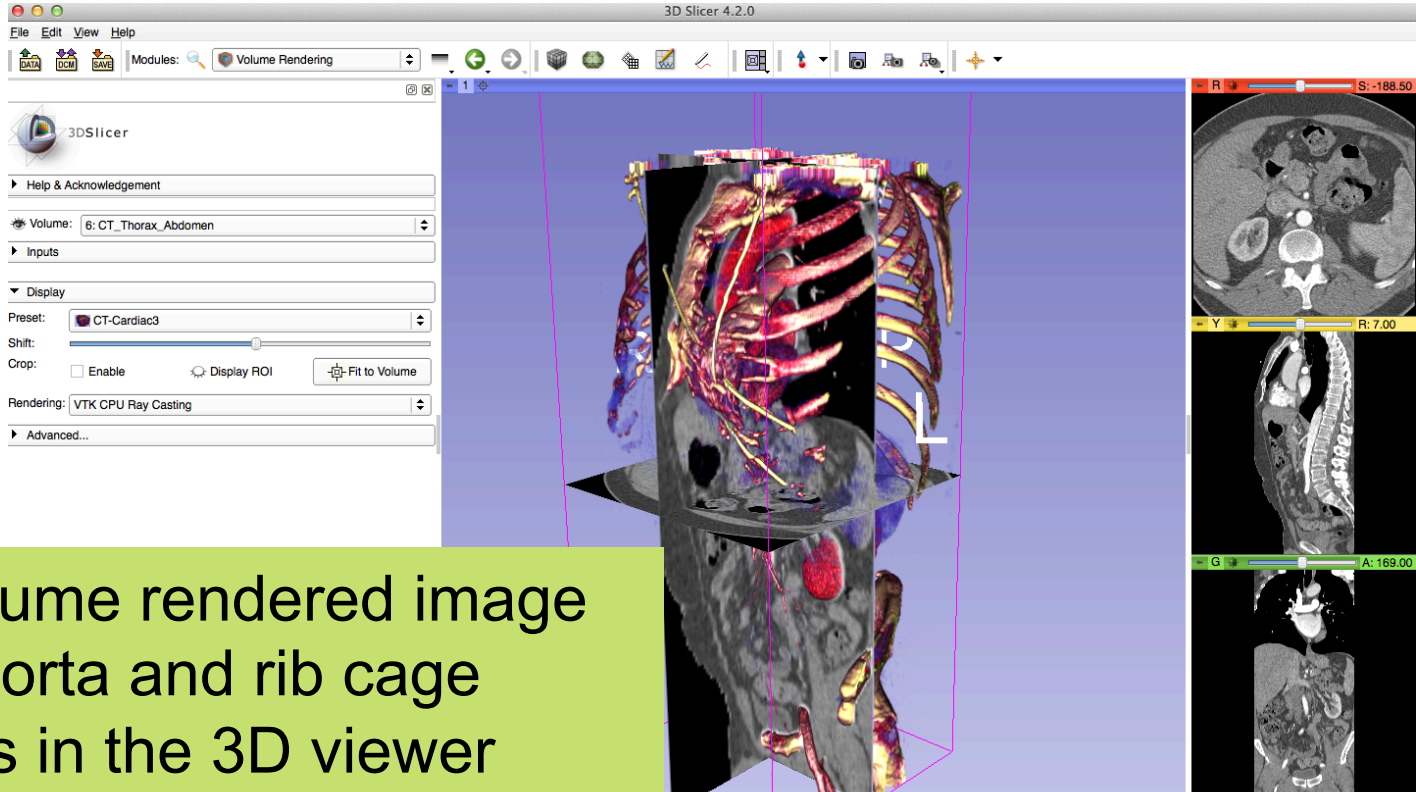 3D Slicer 4.2.0
File Edit View Help
DATA DCM SAVE Modules: Volume Rendering
1
R S: -188.50
3DSlicer
Help & Acknowledgement
Volume: 6: CT_Thorax_Abdomen
Inputs
Display
Preset: CT-Cardiac3
Shift:
Crop: Enable Display ROI Fit to Volume
Rendering: VTK CPU Ray Casting
Advanced...
Y R: 7.00
P
L
G A: 169.00
ume rendered image
orta and rib cage
s in the 3D viewer